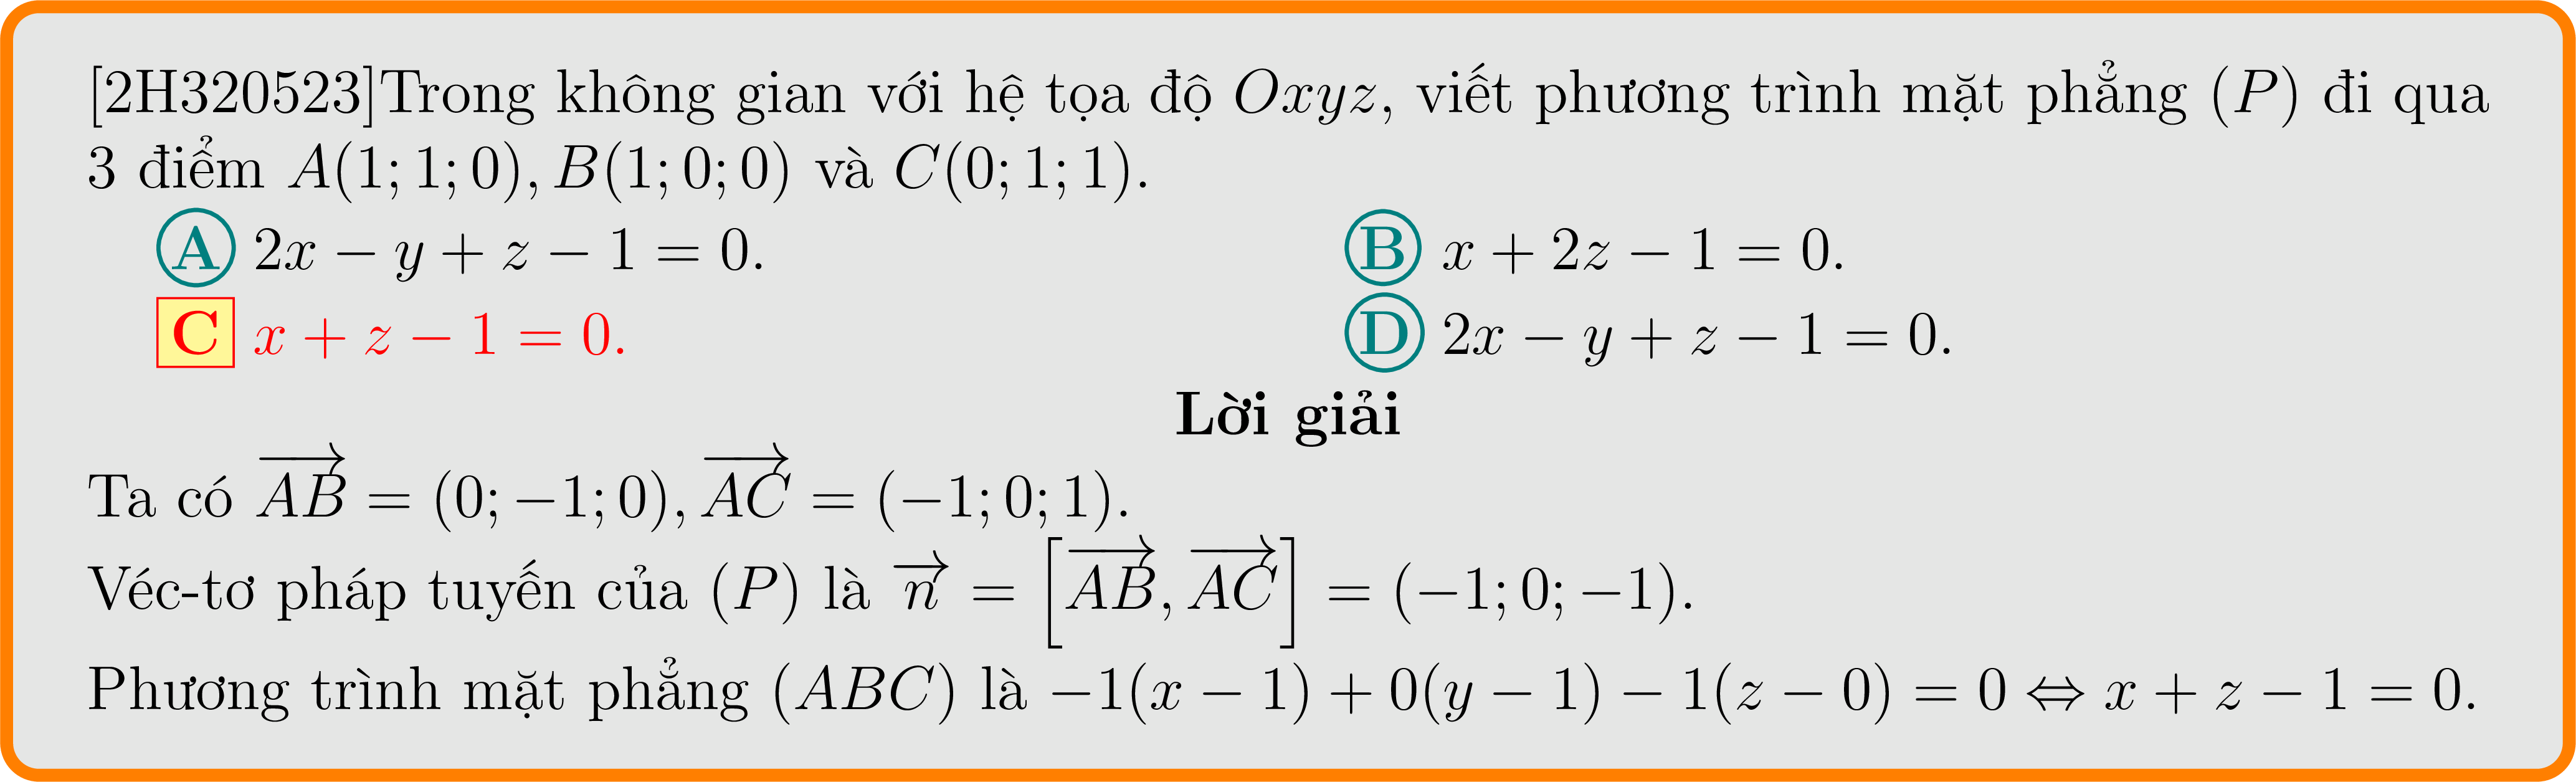 [2H320523]Trong không gian với hệ tọa độ Oxyz, viết phương trình mặt phẳng (P) đi qua
3 điểm A(1; 1; 0), B(1; 0; 0) và C(0; 1; 1).
A 2x − y + z − 1 = 0. B x + 2z − 1 = 0.
C x + z − 1 = 0. D 2x − y + z − 1 = 0.
Lời giải
Ta có $\overrightarrow{AB}$ = (0; −1; 0), $\overrightarrow{AC}$ = (−1; 0; 1).
Véc-tơ pháp tuyến của (P) là $\overrightarrow{n}$ = [$\overrightarrow{AB}$, $\overrightarrow{AC}$] = (−1; 0; −1).
Phương trình mặt phẳng (ABC) là −1(x − 1) + 0(y − 1) − 1(z − 0) = 0 ⇔ x + z − 1 = 0.